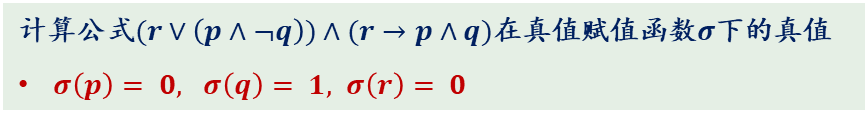 计算公式(r ∨ (p ∧ ¬q)) ∧ (r → p ∧ q)在真值赋值函数σ下的真值
• σ(p) = 0, σ(q) = 1, σ(r) = 0